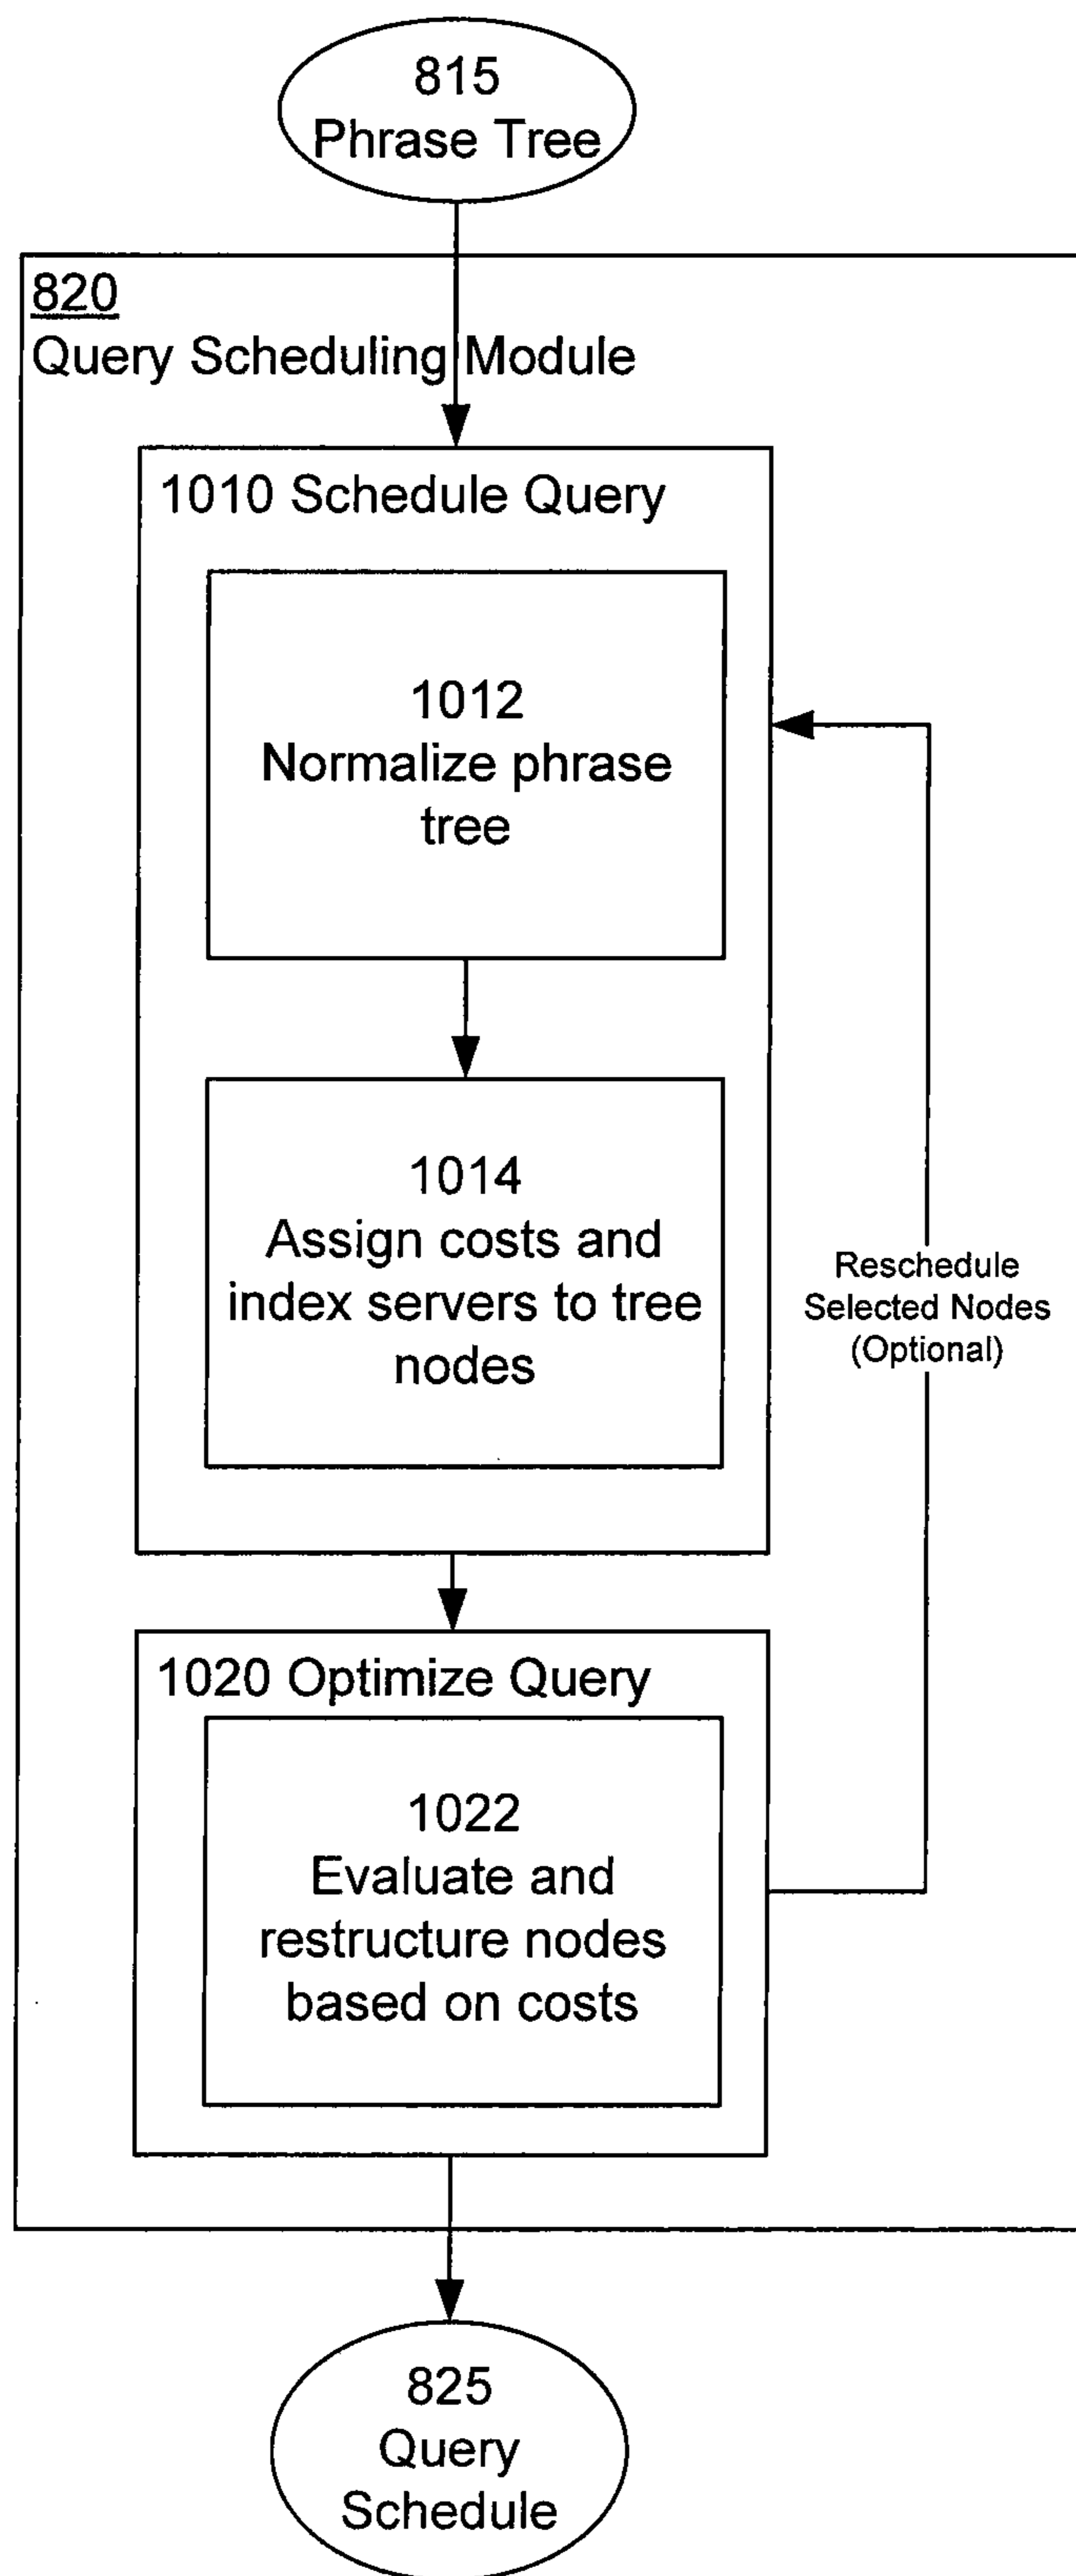 815
Phrase Tree
820
Query Scheduling Module
1010 Schedule Query
1012
Normalize phrase
tree
1014
Assign costs and
index servers to tree
nodes
Reschedule
Selected Nodes
(Optional)
1020 Optimize Query
1022
Evaluate and
restructure nodes
based on costs
825
Query
Schedule